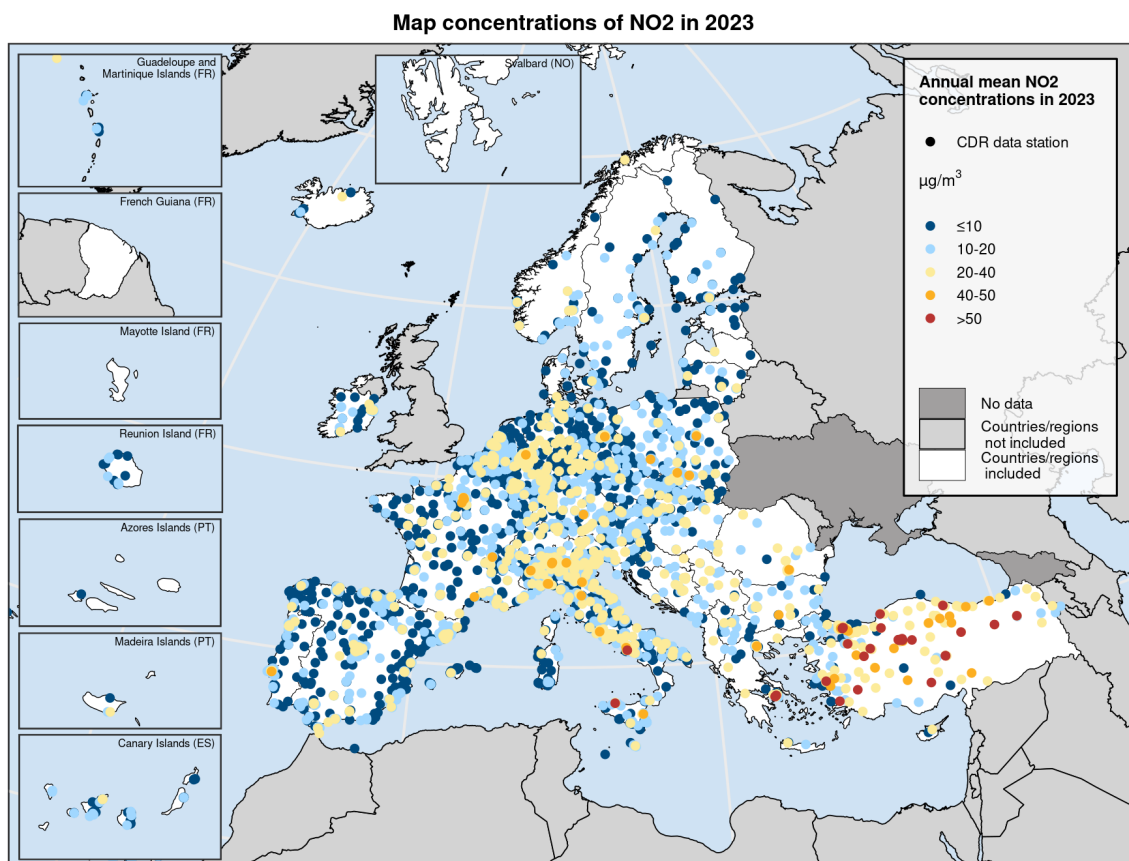 Map concentrations of NO2 in 2023
Guadeloupe and
Martinique Islands (FR)
Svalbard (NO)
French Guiana (FR)
Mayotte Island (FR)
Reunion Island (FR)
Azores Islands (PT)
Madeira Islands (PT)
Canary Islands (ES)
Annual mean NO2
concentrations in 2023
CDR data station
µg/m³
≤10
10-20
20-40
40-50
>50
No data
Countries/regions
not included
Countries/regions
included